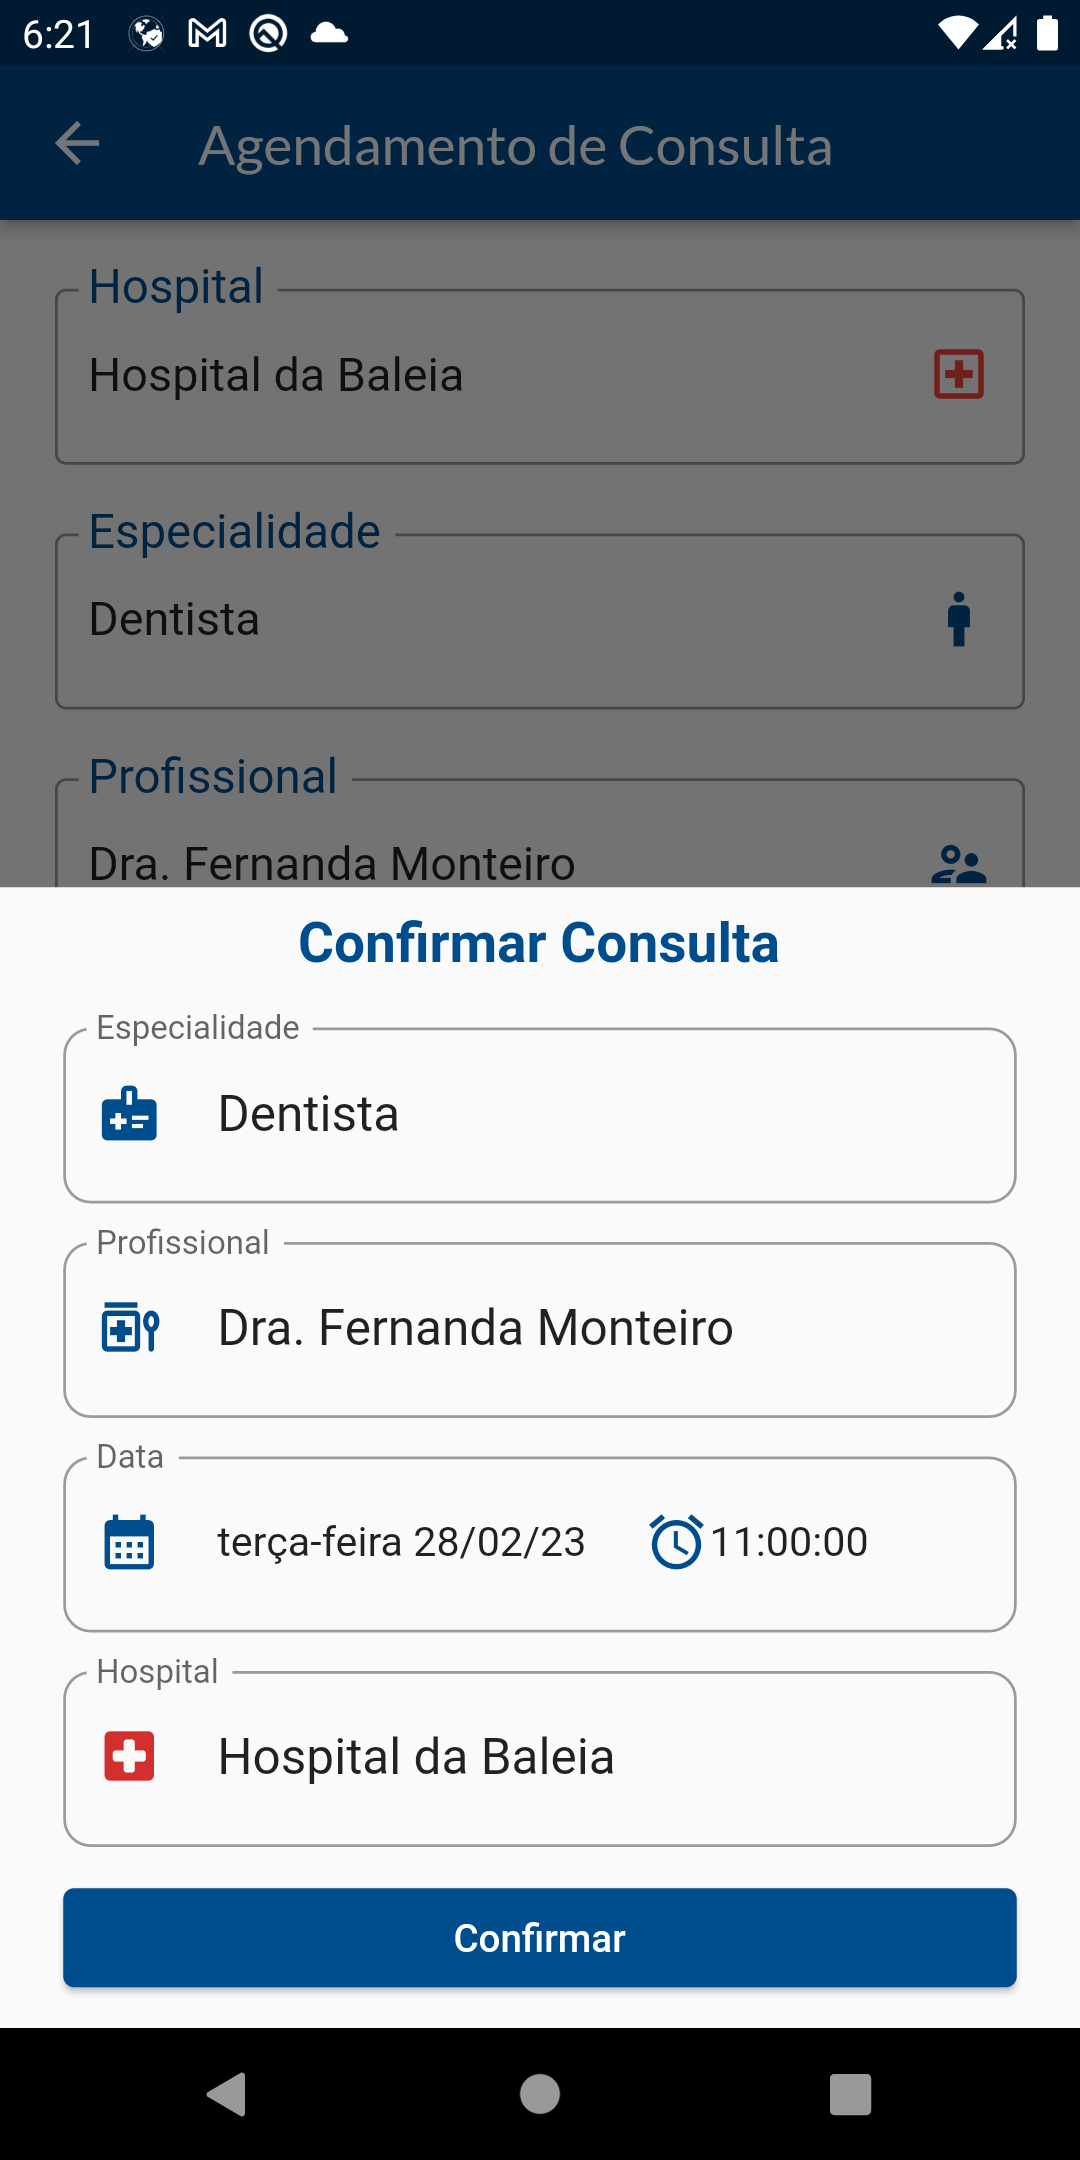 6:21
Agendamento de Consulta
Hospital
Hospital da Baleia
Especialidade
Dentista
Profissional
Dra. Fernanda Monteiro
Confirmar Consulta
Especialidade
Dentista
Profissional
Dra. Fernanda Monteiro
Data
terça-feira 28/02/23 11:00:00
Hospital
Hospital da Baleia
Confirmar